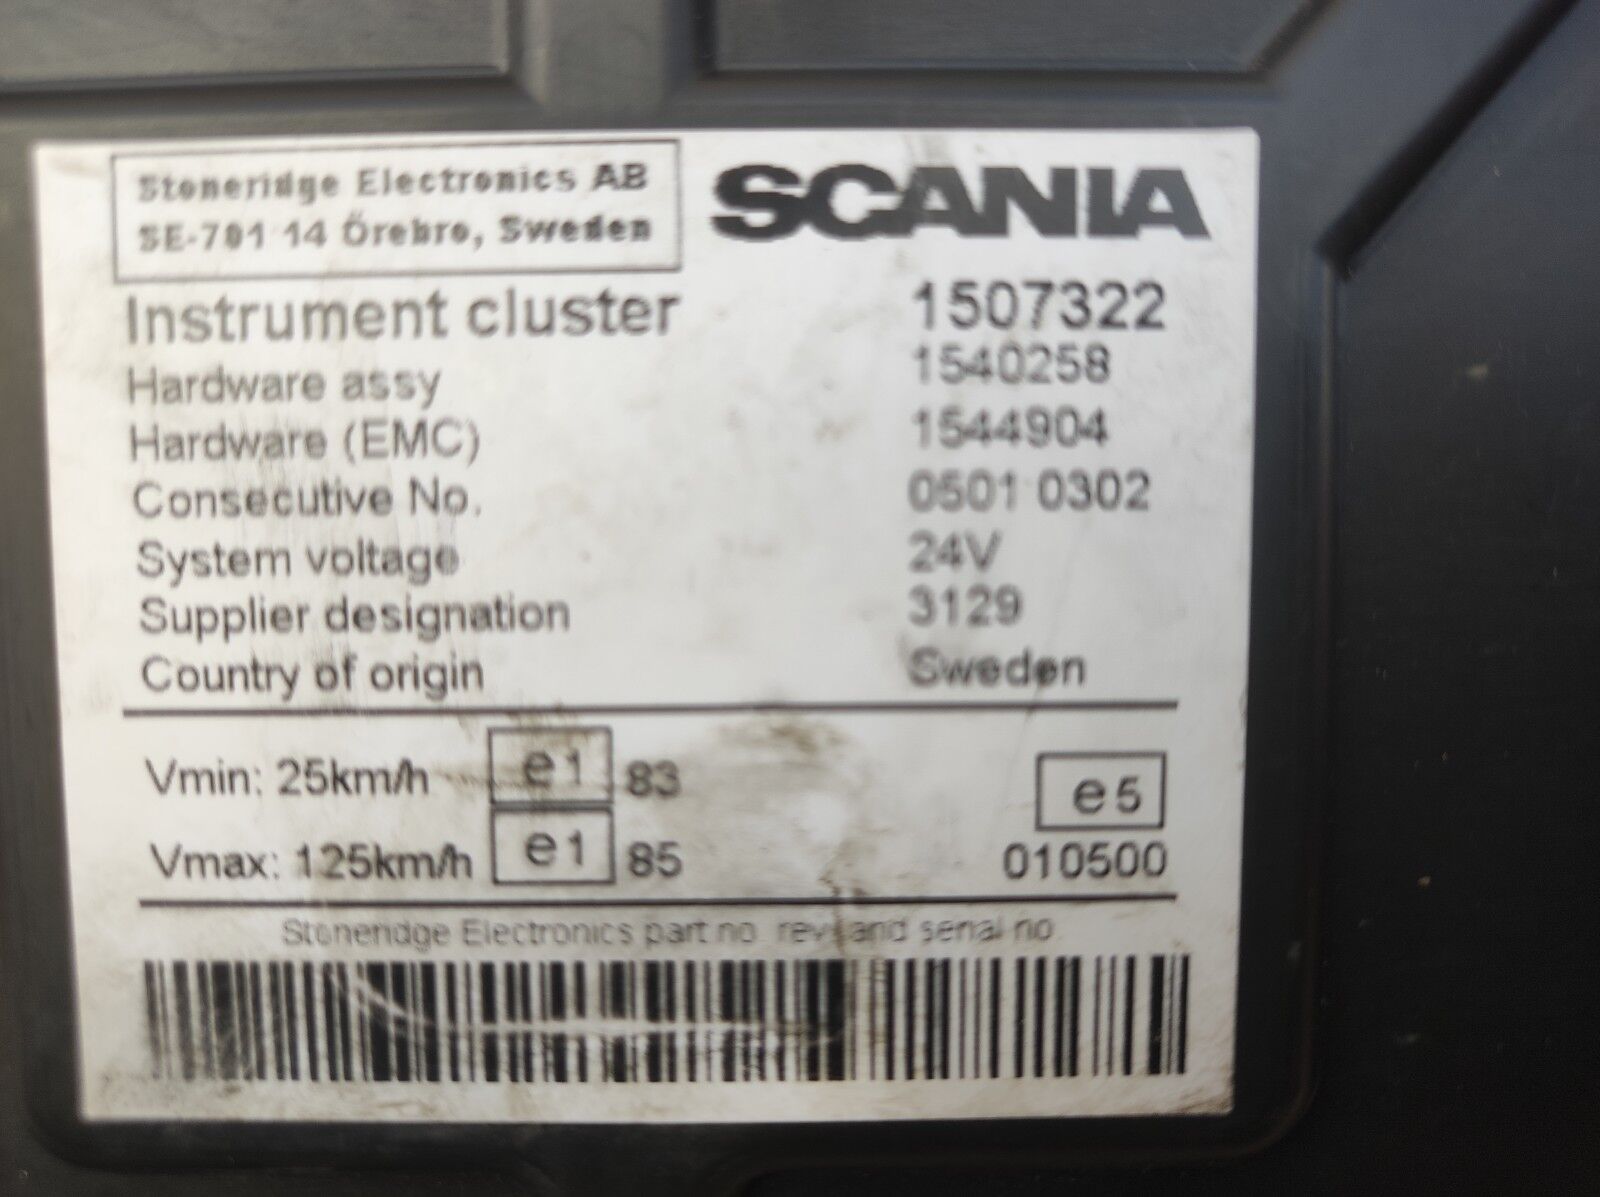 Stoneridge Electronics AB
SE-701 14 Örebro, Sweden
SCANIA
Instrument cluster 1507322
Hardware assy 1540258
Hardware (EMC) 1544904
Consecutive No. 0501 0302
System voltage 24V
Supplier designation 3129
Country of origin Sweden
Vmin: 25km/h e1 83
e5
Vmax: 125km/h e1 85 010500
Stoneridge Electronics part no rev and serial no